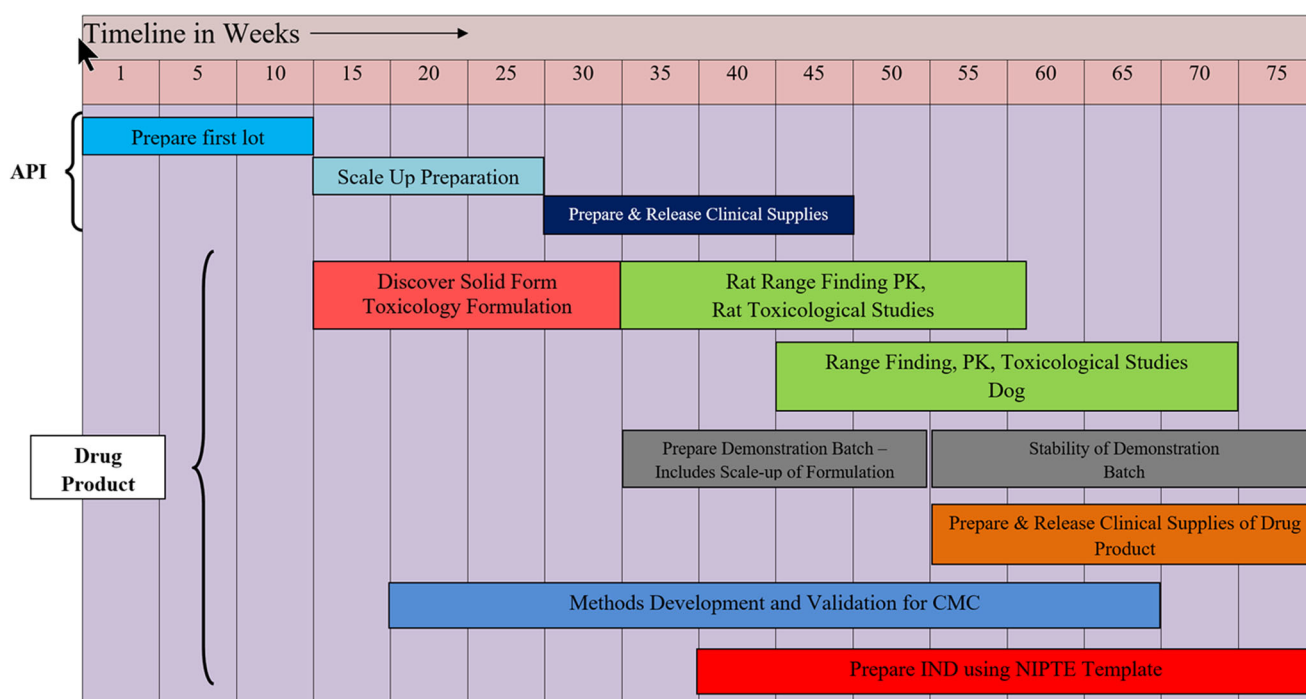 Timeline in Weeks
1 5 10 15 20 25 30 35 40 45 50 55 60 65 70 75
API
Prepare first lot
Scale Up Preparation
Prepare & Release Clinical Supplies
Discover Solid Form
Toxicology Formulation
Rat Range Finding PK,
Rat Toxicological Studies
Range Finding, PK, Toxicological Studies
Dog
Drug
Product
Prepare Demonstration Batch –
Includes Scale-up of Formulation
Stability of Demonstration
Batch
Prepare & Release Clinical Supplies of Drug
Product
Methods Development and Validation for CMC
Prepare IND using NIPTE Template